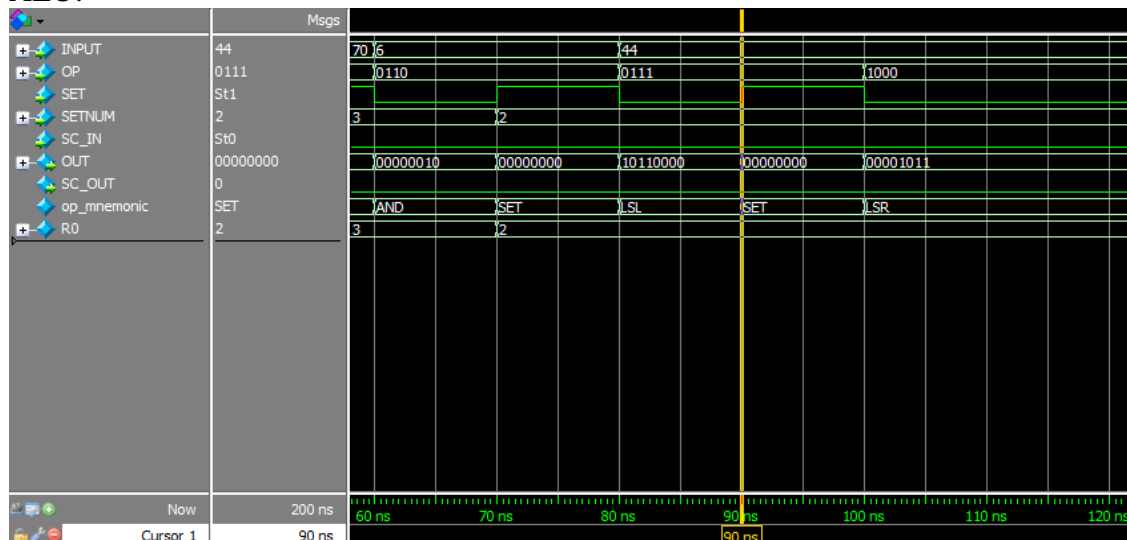 Msgs
INPUT 44 70 6 44
OP 0111 0110 0111 1000
SET St1
SETNUM 2 3 2
SC_IN St0
OUT 00000000 00000010 00000000 10110000 00000000 00001011
SC_OUT 0
op_mnemonic SET AND SET LSL SET LSR
R0 2 3 2
Now 200 ns 60 ns 70 ns 80 ns 90 ns 100 ns 110 ns 120 ns
Cursor 1 90 ns 90 ns